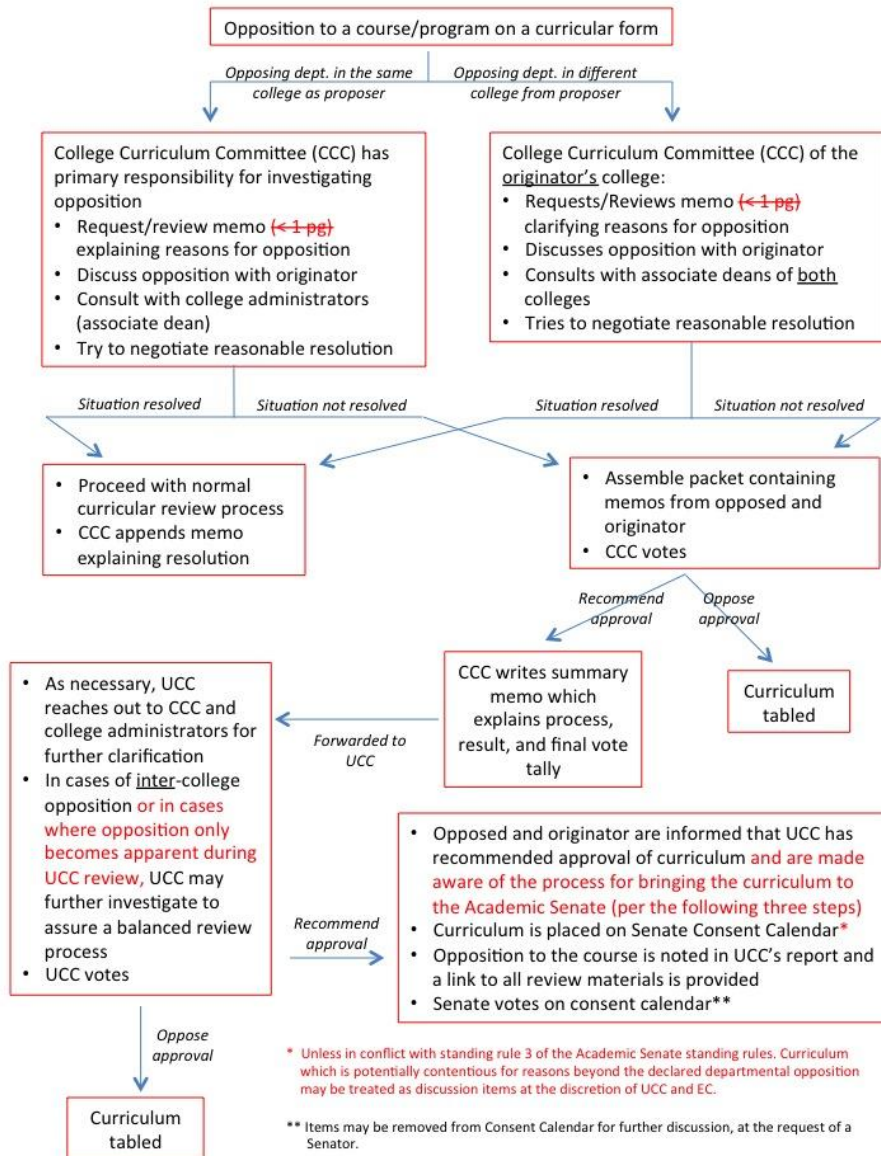 Opposition to a course/program on a curricular form
Opposing dept. in the same
college as proposer
Opposing dept. in different
college from proposer
College Curriculum Committee (CCC) has
primary responsibility for investigating
opposition
• Request/review memo (< 1 pg)
explaining reasons for opposition
• Discuss opposition with originator
• Consult with college administrators
(associate dean)
• Try to negotiate reasonable resolution
College Curriculum Committee (CCC) of the
originator's college:
• Requests/Reviews memo (< 1 pg)
clarifying reasons for opposition
• Discusses opposition with originator
• Consults with associate deans of both
colleges
• Tries to negotiate reasonable resolution
Situation resolved
Situation not resolved
Situation resolved
Situation not resolved
• Proceed with normal
curricular review process
• CCC appends memo
explaining resolution
• Assemble packet containing
memos from opposed and
originator
• CCC votes
Recommend
approval
Oppose
approval
• As necessary, UCC
reaches out to CCC and
college administrators for
further clarification
• In cases of inter-college
opposition or in cases
where opposition only
becomes apparent during
UCC review, UCC may
further investigate to
assure a balanced review
process
• UCC votes
Forwarded to
UCC
CCC writes summary
memo which
explains process,
result, and final vote
tally
Curriculum
tabled
Recommend
approval
• Opposed and originator are informed that UCC has
recommended approval of curriculum and are made
aware of the process for bringing the curriculum to
the Academic Senate (per the following three steps)
• Curriculum is placed on Senate Consent Calendar*
• Opposition to the course is noted in UCC's report and
a link to all review materials is provided
• Senate votes on consent calendar**
Oppose
approval
Curriculum
tabled
* Unless in conflict with standing rule 3 of the Academic Senate standing rules. Curriculum
which is potentially contentious for reasons beyond the declared departmental opposition
may be treated as discussion items at the discretion of UCC and EC.
** Items may be removed from Consent Calendar for further discussion, at the request of a
Senator.